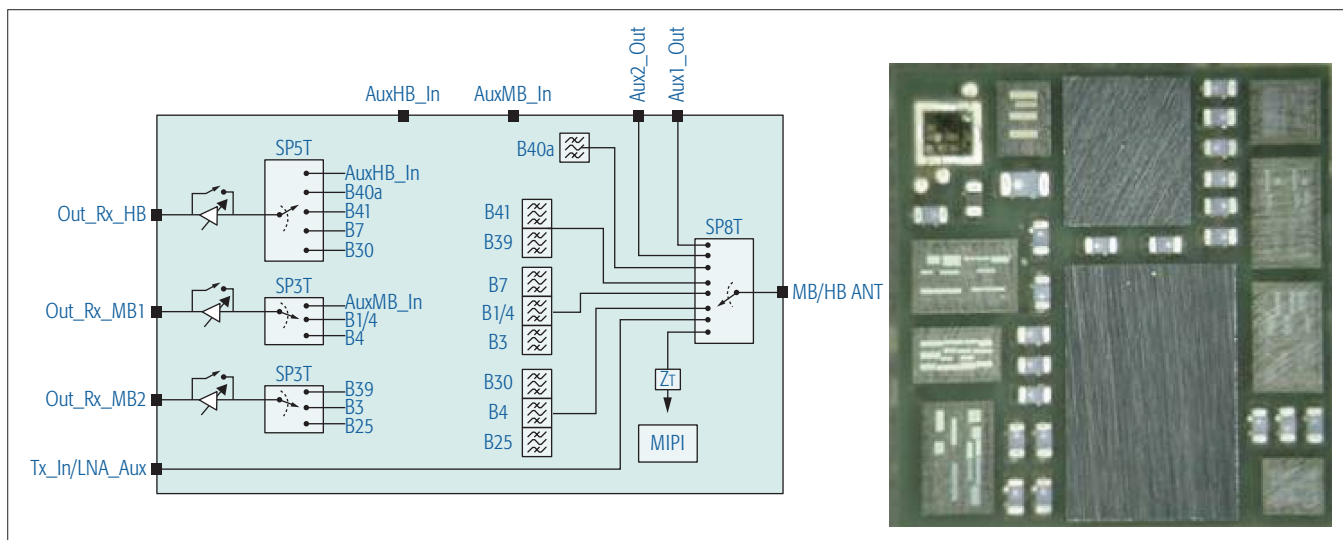 Aux2_Out
Aux1_Out
AuxHB_In
AuxMB_In
SP5T
AuxHB_In
B40a
B41
B7
B30
Out_Rx_HB
B40a
B41
B39
SP8T
SP3T
AuxMB_In
B1/4
B4
Out_Rx_MB1
B7
B1/4
B3
MB/HB ANT
SP3T
B39
B3
B25
Out_Rx_MB2
B30
B4
B25
ZT
MIPI
Tx_In/LNA_Aux